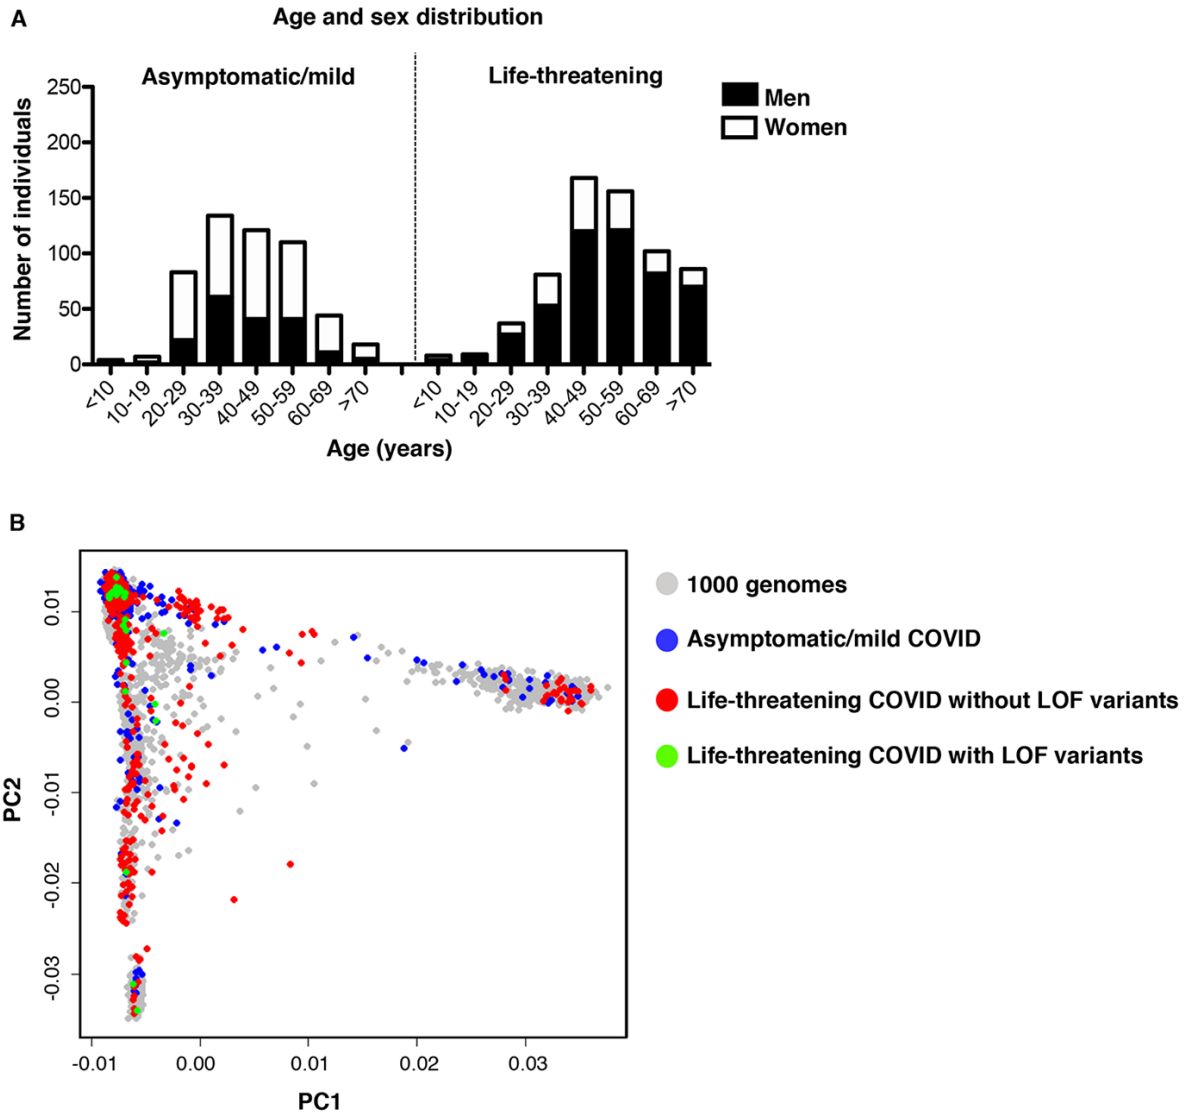 A
Age and sex distribution
Asymptomatic/mild
Life-threatening
Men
Women
Number of individuals
250
200
150
100
50
0
<10
10-19
20-29
30-39
40-49
50-59
60-69
>70
<10
10-19
20-29
30-39
40-49
50-59
60-69
>70
Age (years)
B
1000 genomes
Asymptomatic/mild COVID
Life-threatening COVID without LOF variants
Life-threatening COVID with LOF variants
PC2
0.01
0.00
-0.01
-0.02
-0.03
-0.01
0.00
0.01
0.02
0.03
PC1